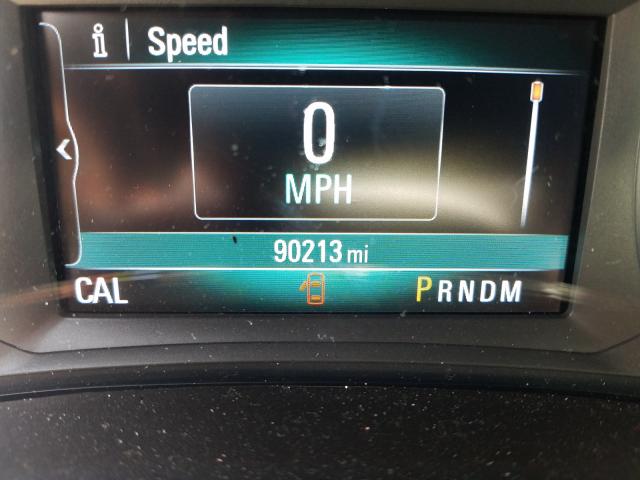 i Speed
0
MPH
90213 mi
CAL PRNDM